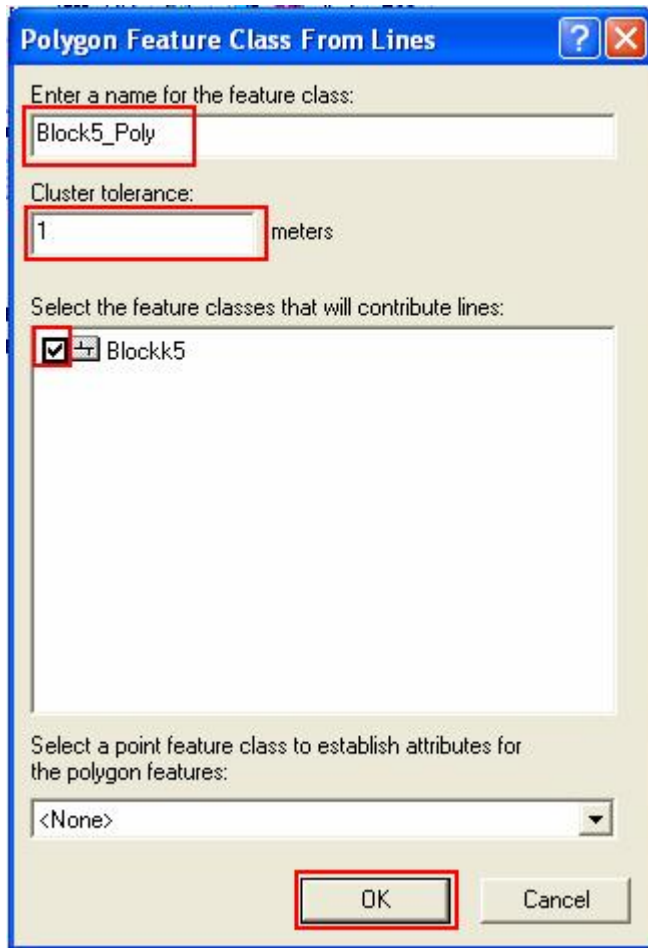 Polygon Feature Class From Lines
Enter a name for the feature class:
Block5_Poly
Cluster tolerance:
1 meters
Select the feature classes that will contribute lines:
Blockk5
Select a point feature class to establish attributes for
the polygon features:
<None>
OK Cancel